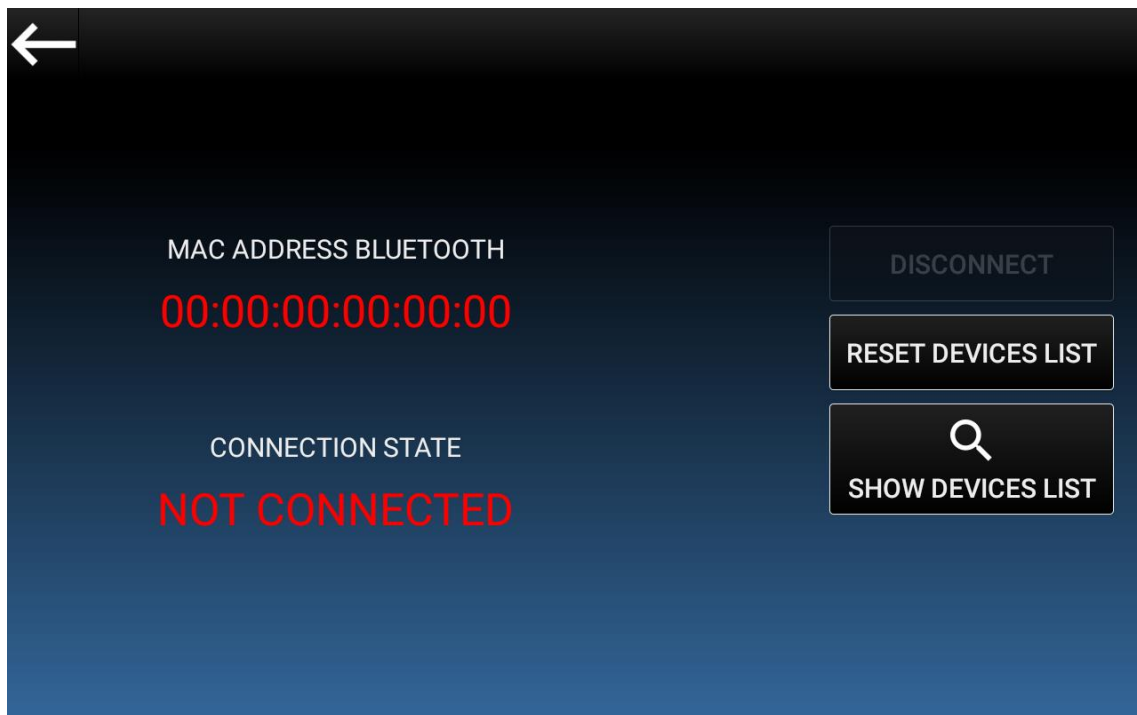 MAC ADDRESS BLUETOOTH
00:00:00:00:00:00
CONNECTION STATE
NOT CONNECTED
DISCONNECT
RESET DEVICES LIST
SHOW DEVICES LIST